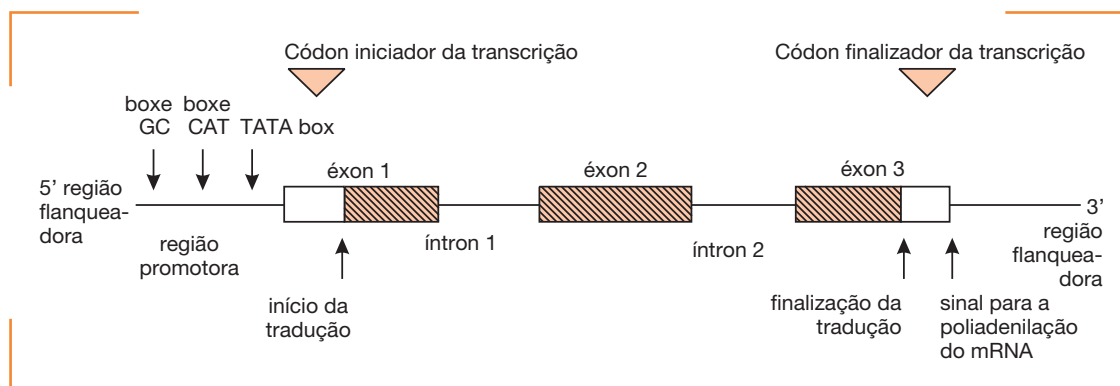 Códon iniciador da transcrição
Códon finalizador da transcrição
boxe
GC
boxe
CAT
TATA box
éxon 1
éxon 2
éxon 3
5’ região
flanquea-
dora
3’
região
flanquea-
dora
região
promotora
íntron 1
íntron 2
início da
tradução
finalização da
tradução
sinal para a
poliadenilação
do mRNA